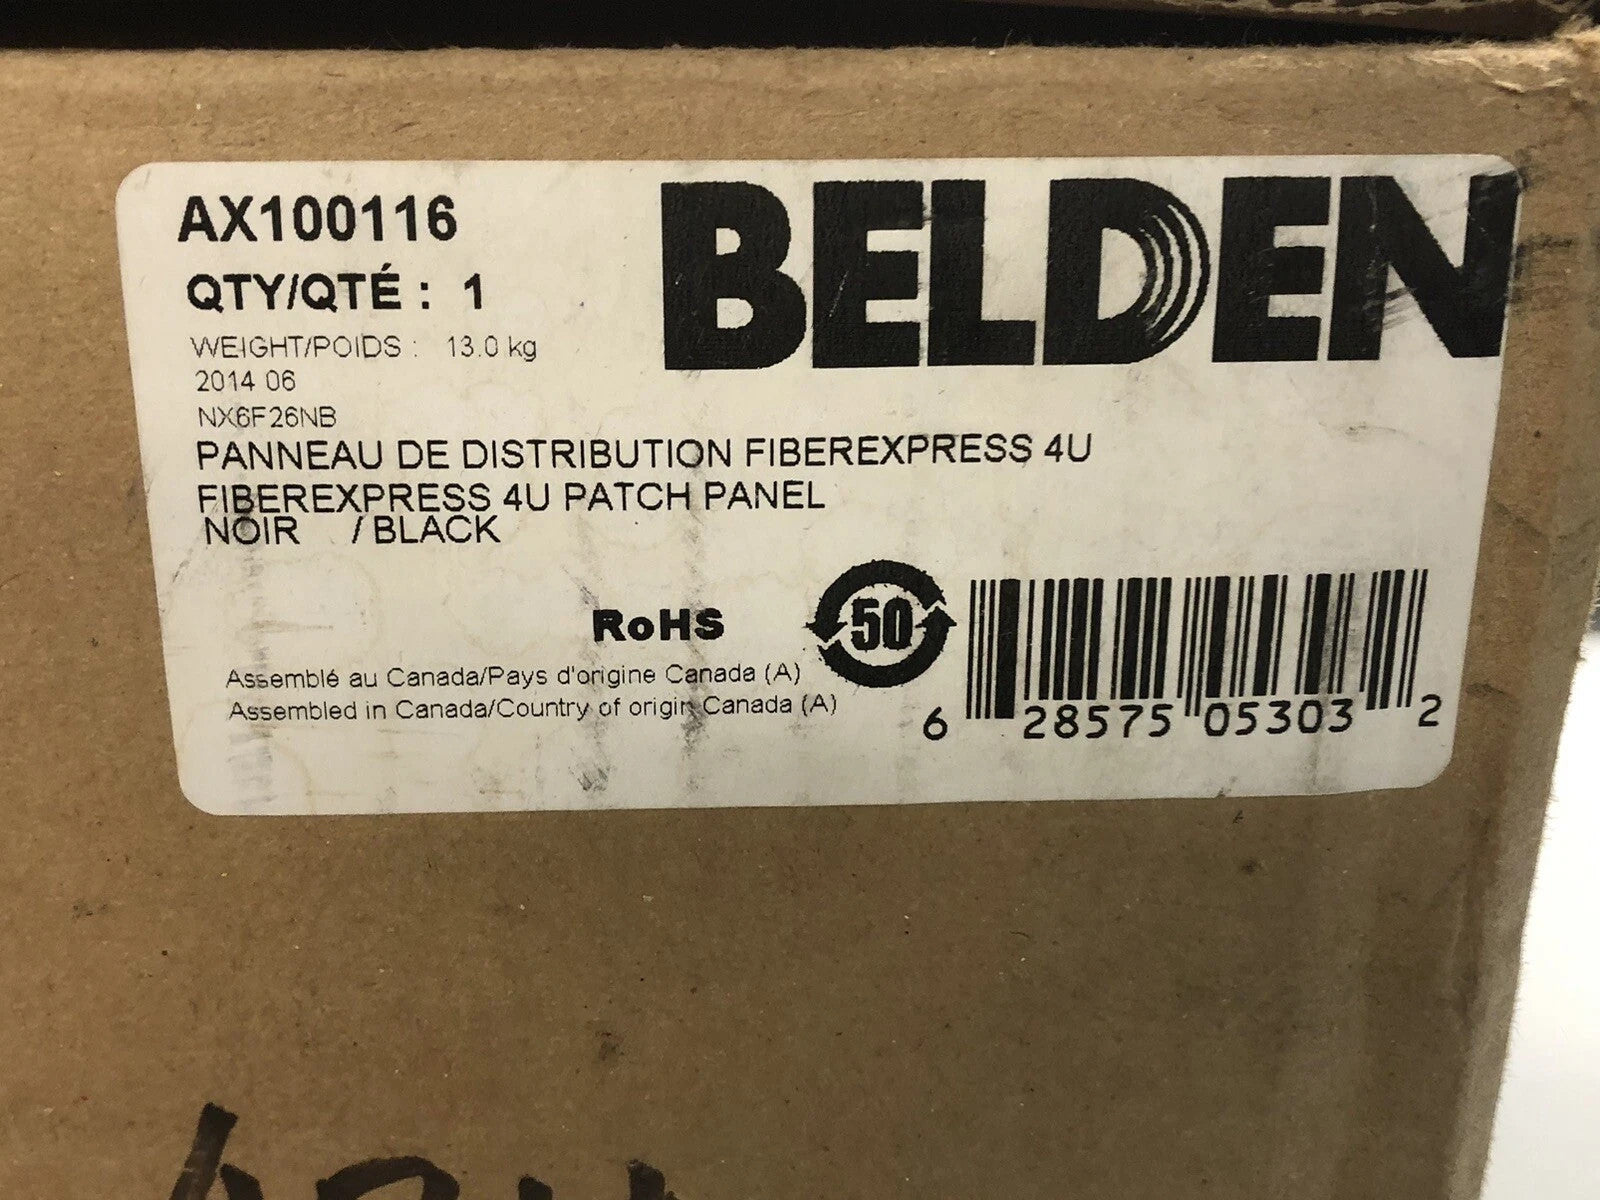 AX100116
BELDEN
QTY/QTÉ : 1
WEIGHT/POIDS : 13.0 kg
2014 06
NX6F26NB
PANNEAU DE DISTRIBUTION FIBEREXPRESS 4U
FIBEREXPRESS 4U PATCH PANEL
NOIR / BLACK
RoHS
50
Assemblé au Canada/Pays d'origine Canada (A)
Assembled in Canada/Country of origin Canada (A)
6 28575 05303 2